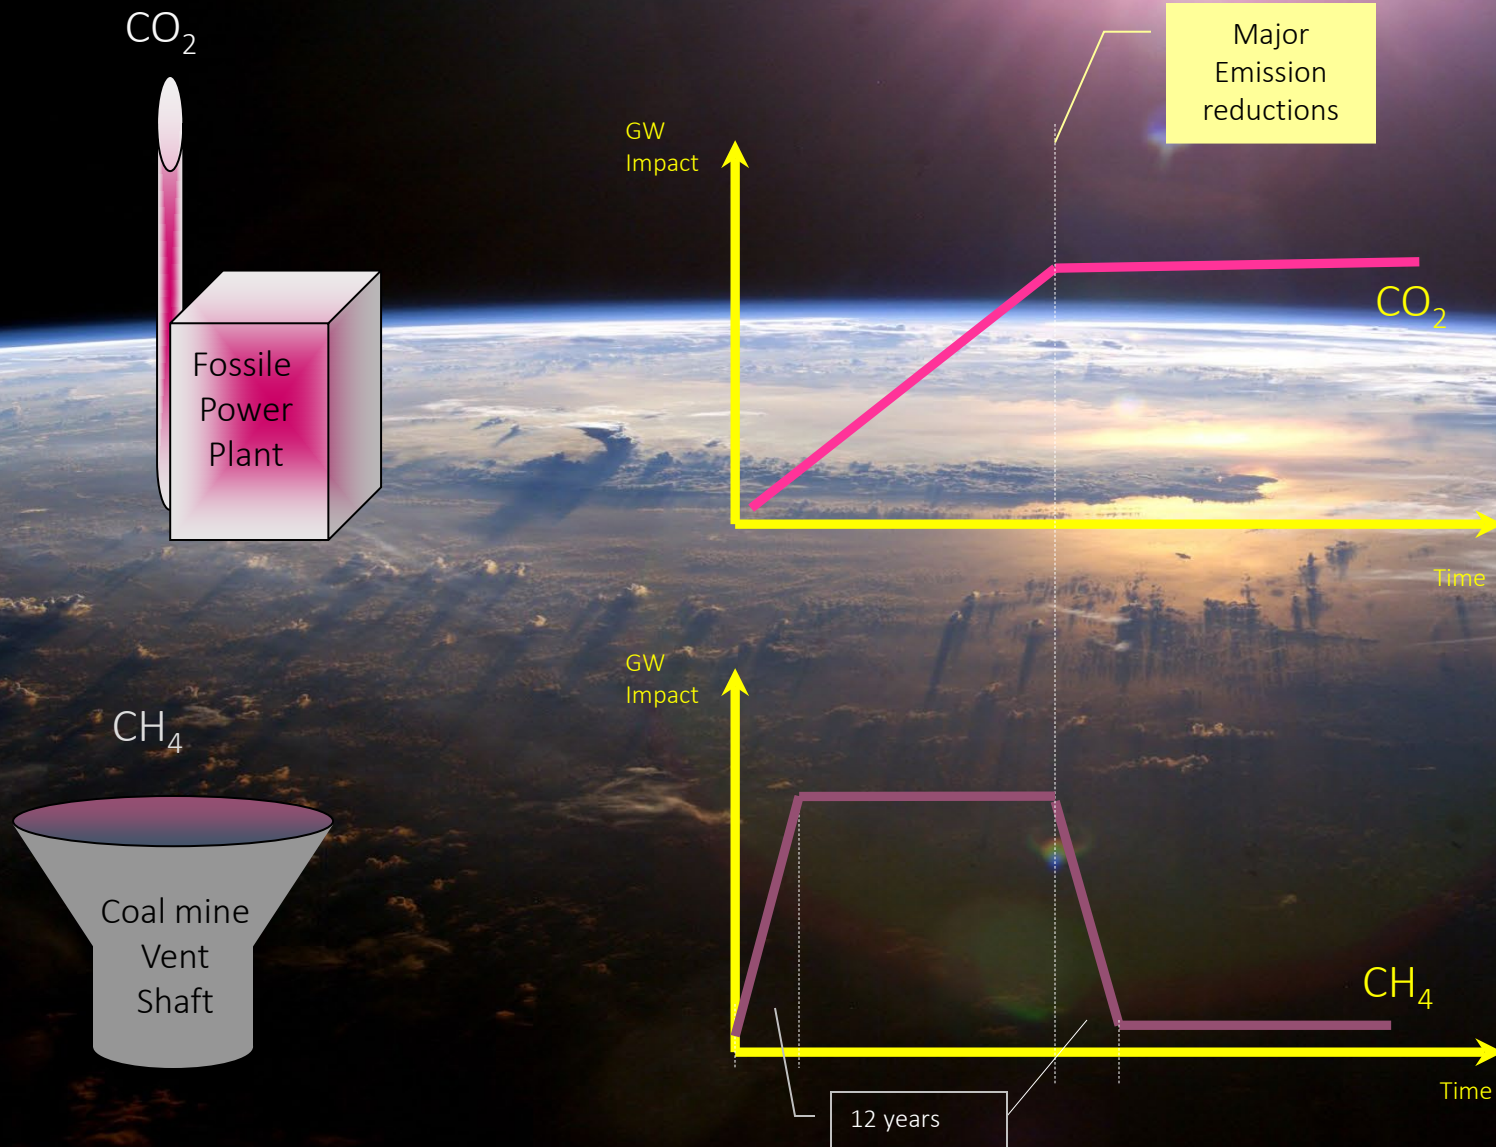 CO₂
Major
Emission
reductions
GW
Impact
CO₂
Fossile
Power
Plant
Time
GW
Impact
CH₄
Coal mine
Vent
Shaft
CH₄
Time
12 years